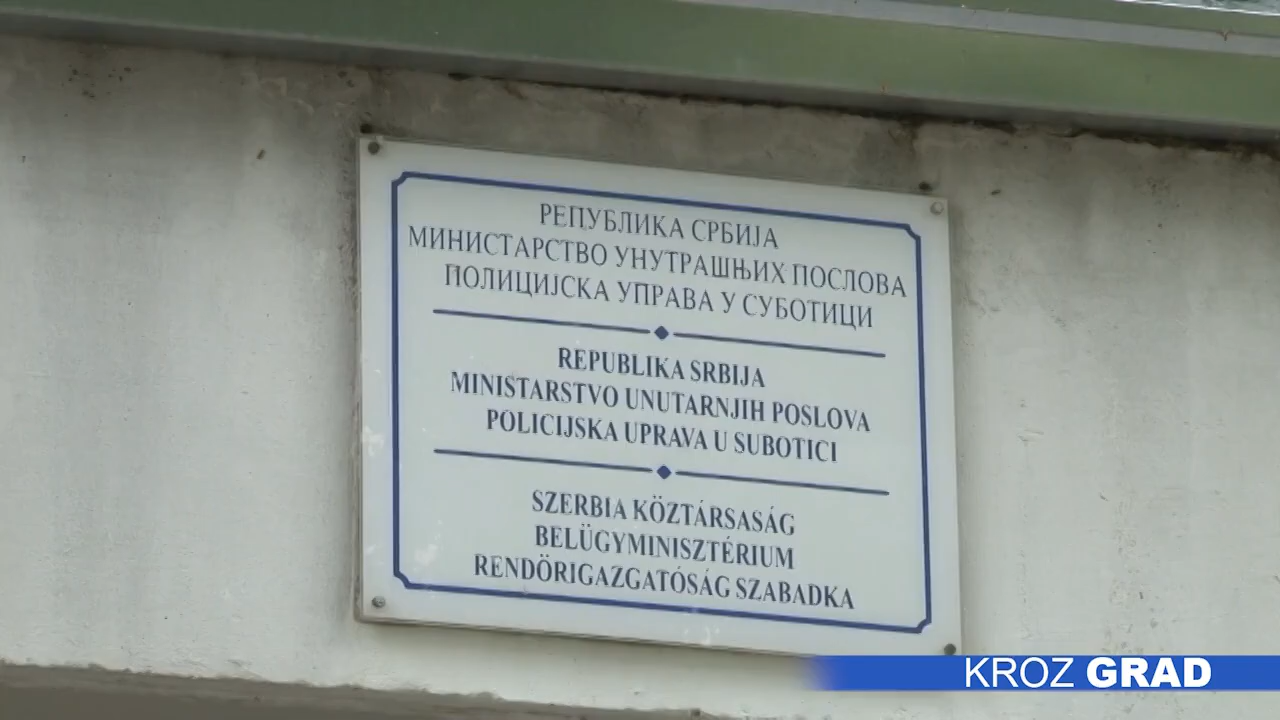 РЕПУБЛИКА СРБИЈА
МИНИСТАРСТВО УНУТРАШЊИХ ПОСЛОВА
ПОЛИЦИЈСКА УПРАВА У СУБОТИЦИ
REPUBLIKA SRBIJA
MINISTARSTVO UNUTARNJIH POSLOVA
POLICIJSKA UPRAVA U SUBOTICI
SZERBIA KÖZTÁRSASÁG
BELÜGYMINISZTÉRIUM
RENDÖRIGAZGATÓSÁG SZABADKA
KROZ GRAD